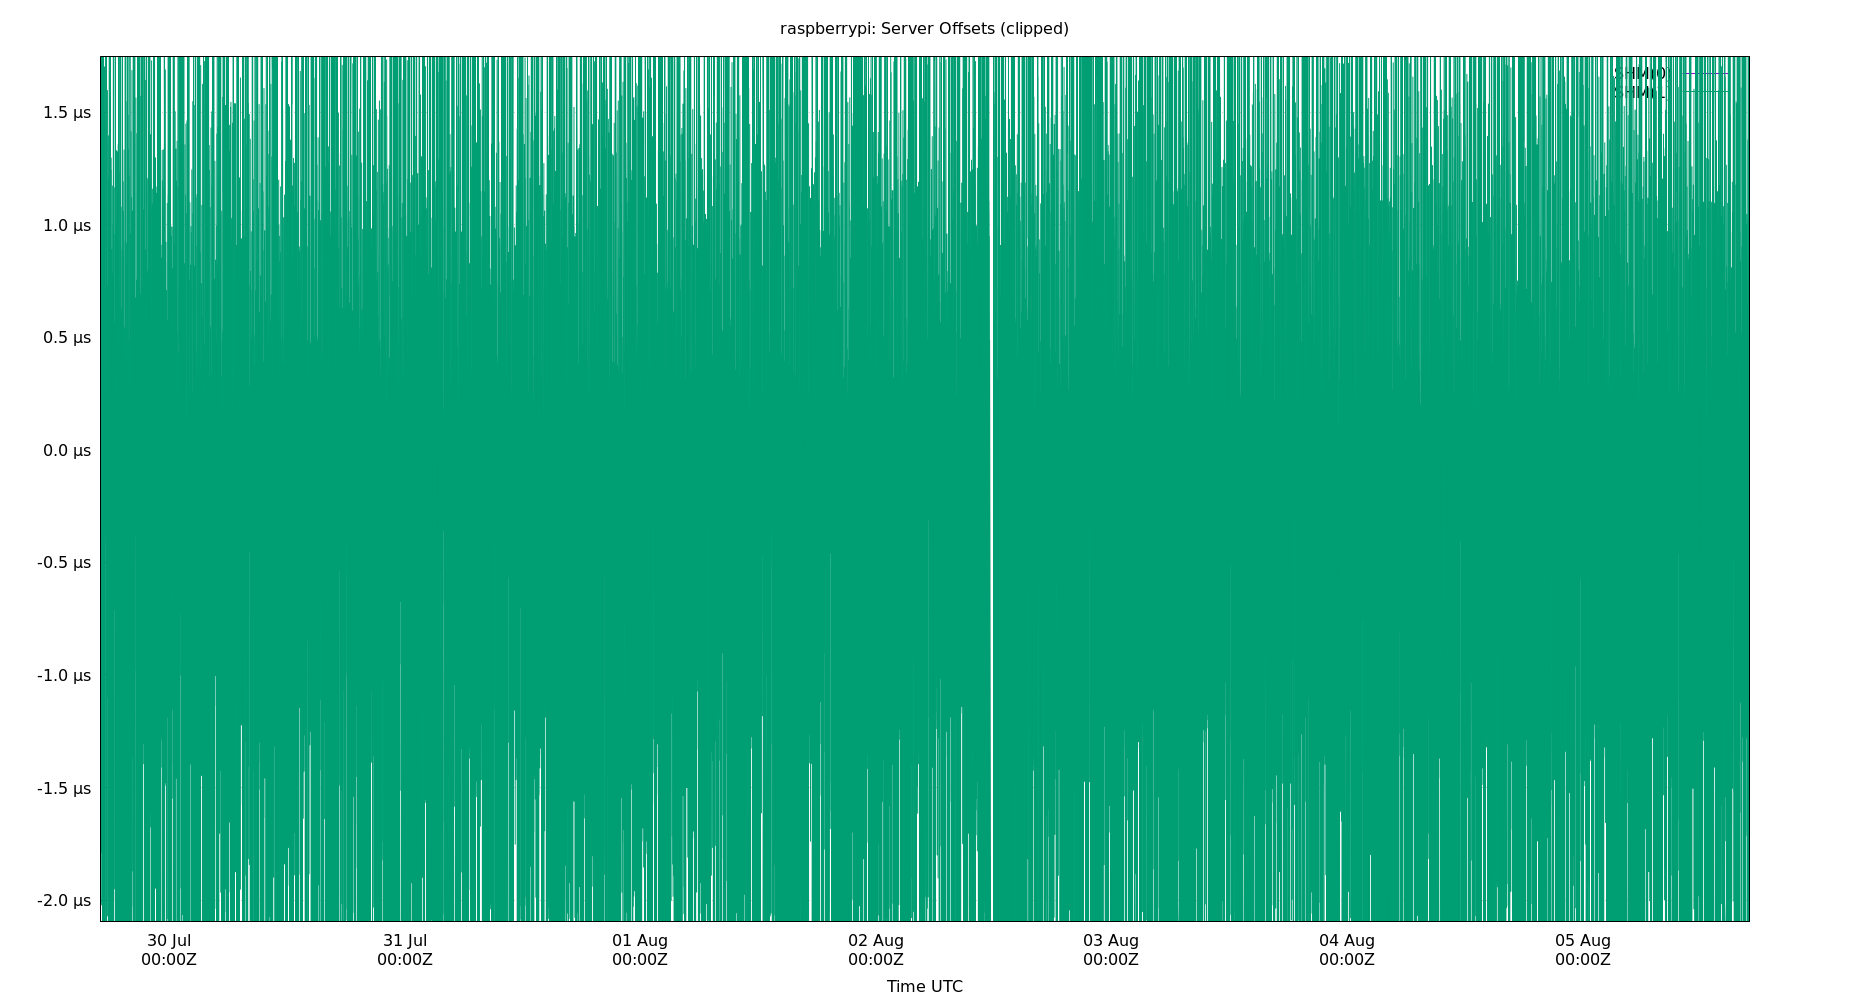 raspberrypi: Server Offsets (clipped)
SHM(0)
1.5 µs
1.0 µs
0.5 µs
0.0 µs
-0.5 µs
-1.0 µs
-1.5 µs
-2.0 µs
30 Jul 31 Jul 01 Aug 02 Aug 03 Aug 04 Aug 05 Aug
00:00Z 00:00Z 00:00Z 00:00Z 00:00Z 00:00Z 00:00Z
Time UTC